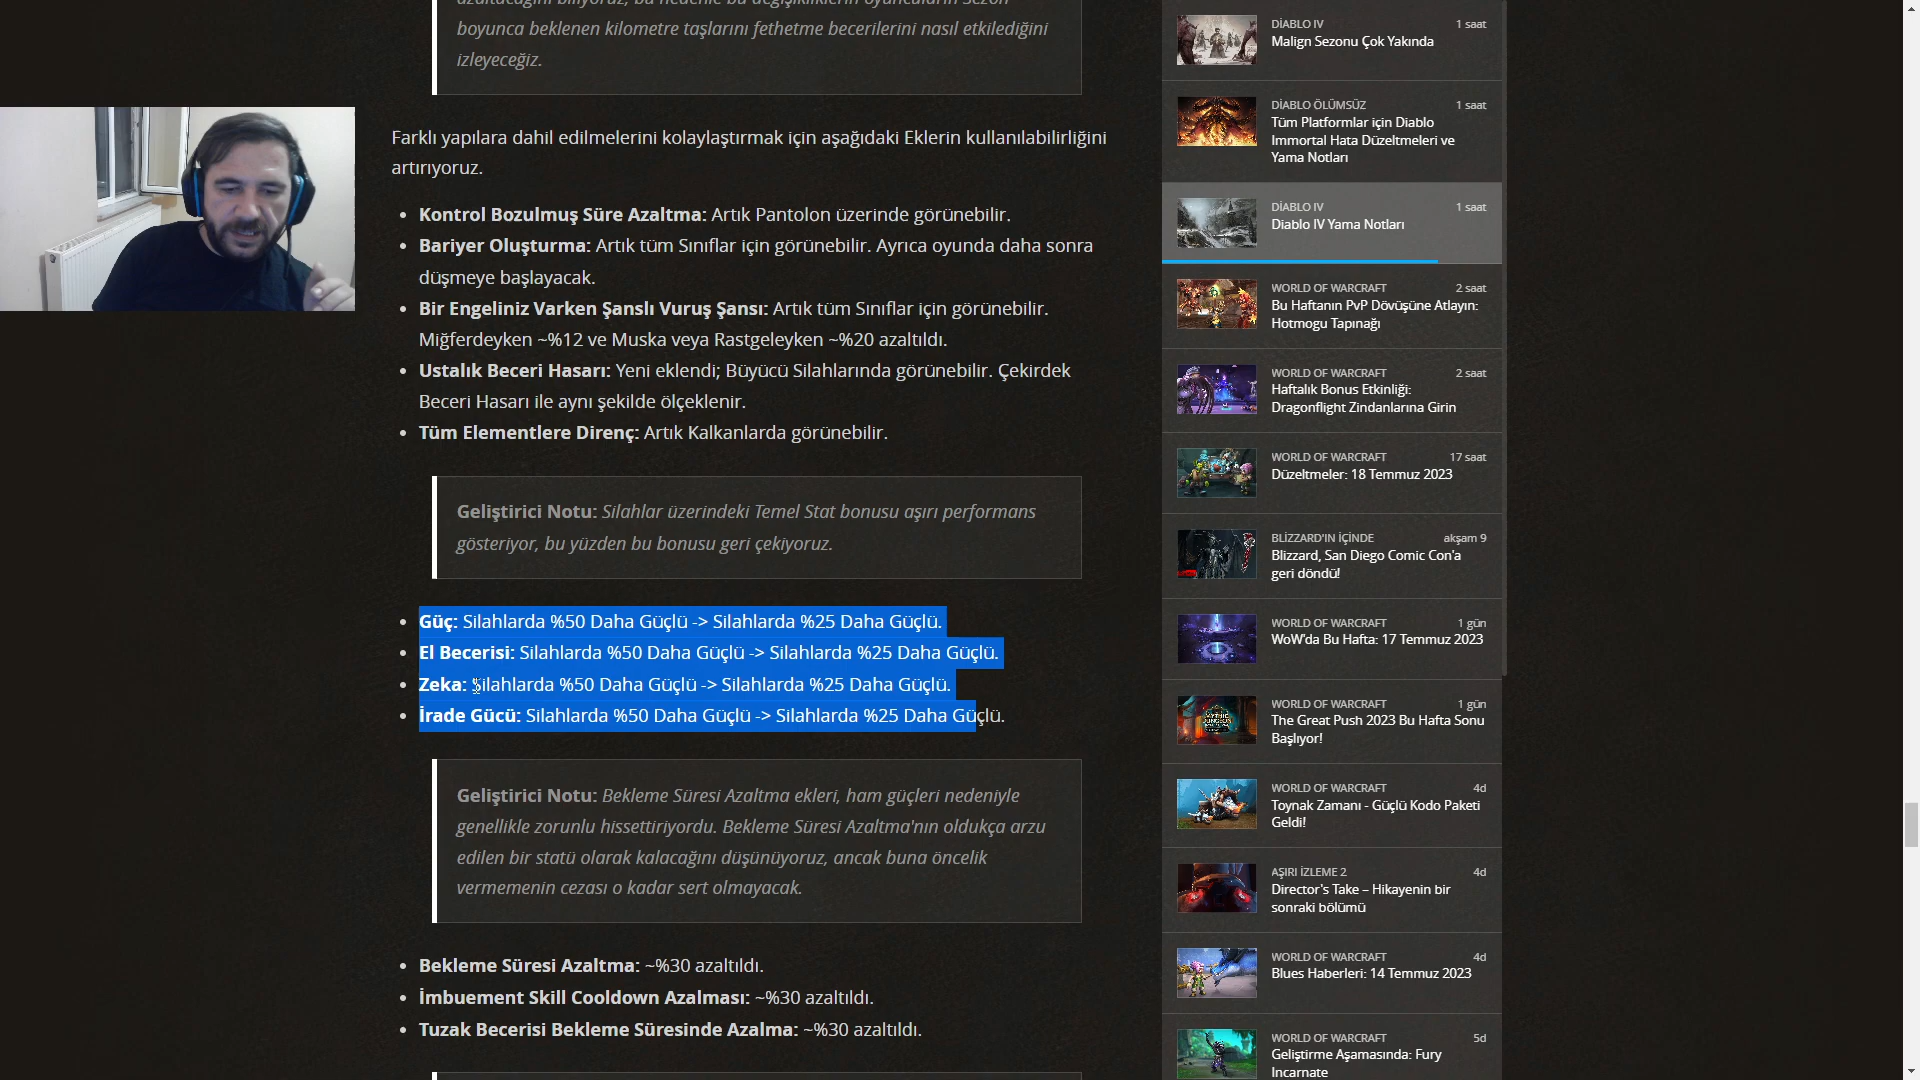 azaltacağını biliyoruz, bu nedenle bu değişikliklerin oyuncuların sezon
boyunca beklenen kilometre taşlarını fethetme becerilerini nasıl etkilediğini
izleyeceğiz.
Farklı yapılara dahil edilmelerini kolaylaştırmak için aşağıdaki Eklerin kullanılabilirliğini
artırıyoruz.
Kontrol Bozulmuş Süre Azaltma: Artık Pantolon üzerinde görünebilir.
Bariyer Oluşturma: Artık tüm Sınıflar için görünebilir. Ayrıca oyunda daha sonra
düşmeye başlayacak.
Bir Engeliniz Varken Şanslı Vuruş Şansı: Artık tüm Sınıflar için görünebilir.
Miğferdeyken ~%12 ve Muska veya Rastgeleyken ~%20 azaltıldı.
Ustalık Beceri Hasarı: Yeni eklendi; Büyücü Silahlarında görünebilir. Çekirdek
Beceri Hasarı ile aynı şekilde ölçeklenir.
Tüm Elementlere Direnç: Artık Kalkanlarda görünebilir.
Geliştirici Notu: Silahlar üzerindeki Temel Stat bonusu aşırı performans
gösteriyor, bu yüzden bu bonusu geri çekiyoruz.
Güç: Silahlarda %50 Daha Güçlü -> Silahlarda %25 Daha Güçlü.
El Becerisi: Silahlarda %50 Daha Güçlü -> Silahlarda %25 Daha Güçlü.
Zeka: Silahlarda %50 Daha Güçlü -> Silahlarda %25 Daha Güçlü.
İrade Gücü: Silahlarda %50 Daha Güçlü -> Silahlarda %25 Daha Güçlü.
Geliştirici Notu: Bekleme Süresi Azaltma ekleri, ham güçleri nedeniyle
genellikle zorunlu hissettiriyordu. Bekleme Süresi Azaltma'nın oldukça arzu
edilen bir statü olarak kalacağını düşünüyoruz, ancak buna öncelik
vermemenin cezası o kadar sert olmayacak.
Bekleme Süresi Azaltma: ~%30 azaltıldı.
İmbuement Skill Cooldown Azalması: ~%30 azaltıldı.
Tuzak Becerisi Bekleme Süresinde Azalma: ~%30 azaltıldı.
DİABLO IV 1 saat
Malign Sezonu Çok Yakında
DİABLO ÖLÜMSÜZ 1 saat
Tüm Platformlar için Diablo
Immortal Hata Düzeltmeleri ve
Yama Notları
DİABLO IV 1 saat
Diablo IV Yama Notları
WORLD OF WARCRAFT 2 saat
Bu Haftanın PvP Dövüşüne Atlayın:
Hotmogu Tapınağı
WORLD OF WARCRAFT 2 saat
Haftalık Bonus Etkinliği:
Dragonflight Zindanlarına Girin
WORLD OF WARCRAFT 17 saat
Düzeltmeler: 18 Temmuz 2023
BLİZZARD'IN İÇİNDE akşam 9
Blizzard, San Diego Comic Con'a
geri döndü!
WORLD OF WARCRAFT 1 gün
WoW'da Bu Hafta: 17 Temmuz 2023
WORLD OF WARCRAFT 1 gün
The Great Push 2023 Bu Hafta Sonu
Başlıyor!
WORLD OF WARCRAFT 4d
Toynak Zamanı - Güçlü Kodo Paketi
Geldi!
AŞIRI İZLEME 2 4d
Director's Take – Hikayenin bir
sonraki bölümü
WORLD OF WARCRAFT 4d
Blues Haberleri: 14 Temmuz 2023
WORLD OF WARCRAFT 5d
Geliştirme Aşamasında: Fury
Incarnate